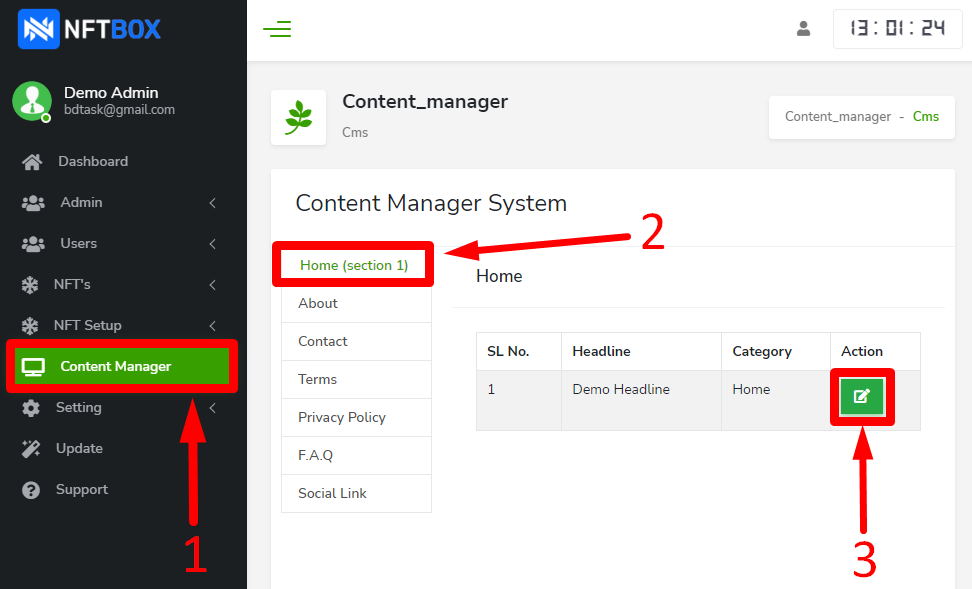 NFTBOX
13:01:24
Demo Admin
bdtask@gmail.com
Dashboard
Admin
Users
NFT's
NFT Setup
Content Manager
Setting
Update
Support
1
Content_manager
Cms
Content_manager - Cms
Content Manager System
2
Home (section 1)
About
Contact
Terms
Privacy Policy
F.A.Q
Social Link
Home
SL No. Headline Category Action
1 Demo Headline Home
3